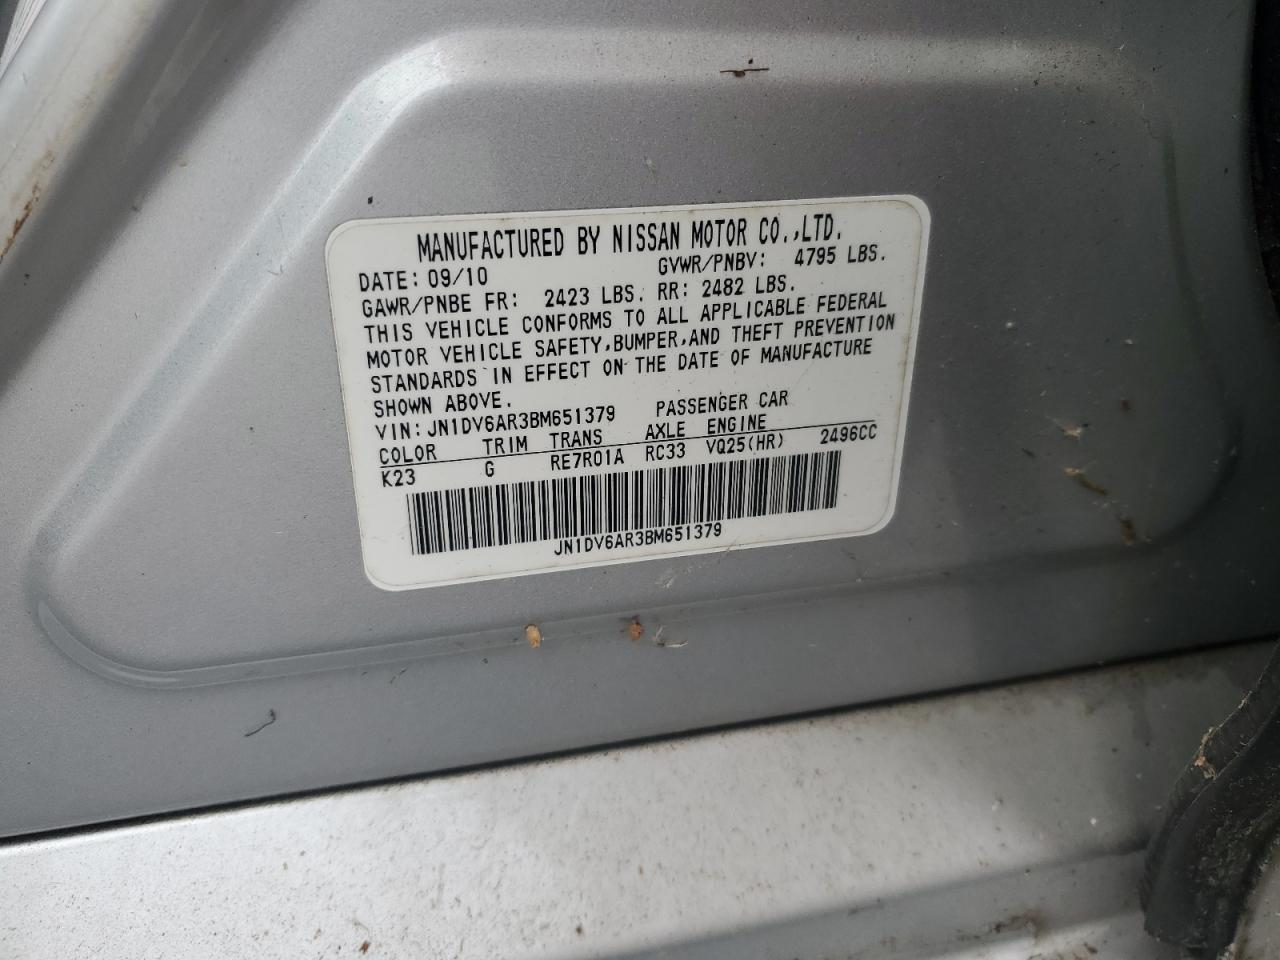 MANUFACTURED BY NISSAN MOTOR CO.,LTD.
DATE: 09/10 GVWR/PNBV: 4795 LBS.
GAWR/PNBE FR: 2423 LBS. RR: 2482 LBS.
THIS VEHICLE CONFORMS TO ALL APPLICABLE FEDERAL
MOTOR VEHICLE SAFETY,BUMPER,AND THEFT PREVENTION
STANDARDS IN EFFECT ON THE DATE OF MANUFACTURE
SHOWN ABOVE.
VIN: JN1DV6AR3BM651379 PASSENGER CAR
COLOR TRIM TRANS AXLE ENGINE
K23 G RE7R01A RC33 VQ25(HR) 2496CC
JN1DV6AR3BM651379